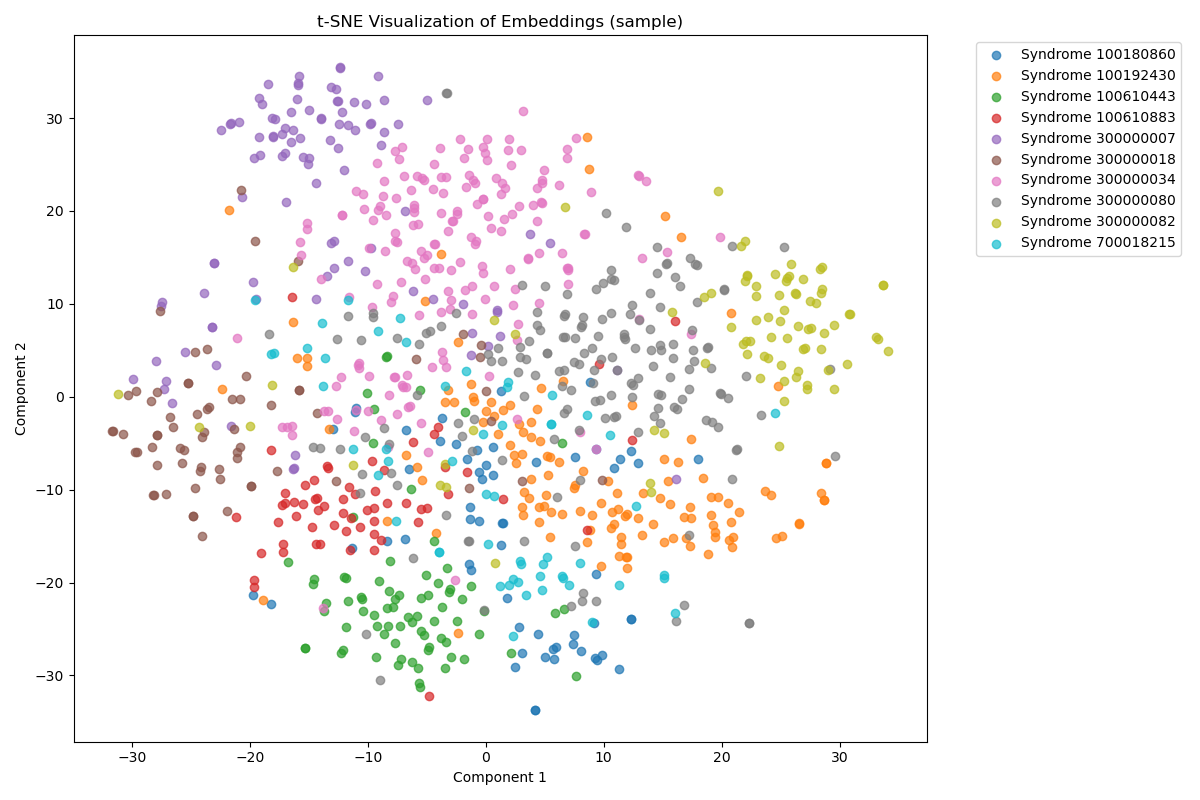 t-SNE Visualization of Embeddings (sample)
Syndrome 100180860
Syndrome 100192430
Syndrome 100610443
Syndrome 100610883
Syndrome 300000007
Syndrome 300000018
Syndrome 300000034
Syndrome 300000080
Syndrome 300000082
Syndrome 700018215
Component 2
30
20
10
0
−10
−20
−30
−30
−20
−10
0
10
20
30
Component 1